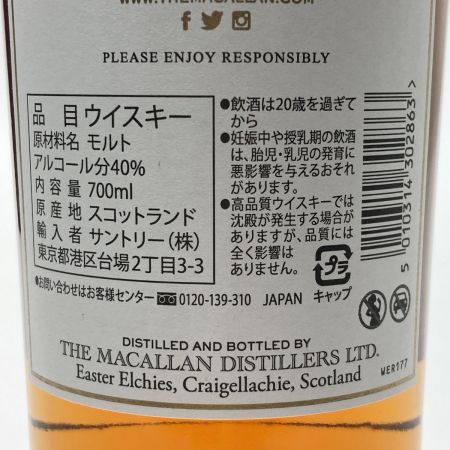 WWW.THEMACALLAN.COM
PLEASE ENJOY RESPONSIBLY
品 目 ウイスキー
原材料名 モルト
アルコール分40%
内 容 量 700ml
原 産 地 スコットランド
輸 入 者 サントリー(株)
東京都港区台場2丁目3-3
●飲酒は20歳を過ぎて
から
●妊娠中や授乳期の飲酒
は、胎児・乳児の発育に
悪影響を与えるおそれ
があります。
●高品質ウイスキーでは
沈殿が発生する場合が
ありますが、品質には
全く影響は
ありません。
プラ
キャップ
●お問い合わせはお客様センター 0120-139-310 JAPAN
5 010314 302863 >
DISTILLED AND BOTTLED BY
THE MACALLAN DISTILLERS LTD.
Easter Elchies, Craigellachie, Scotland
WER177